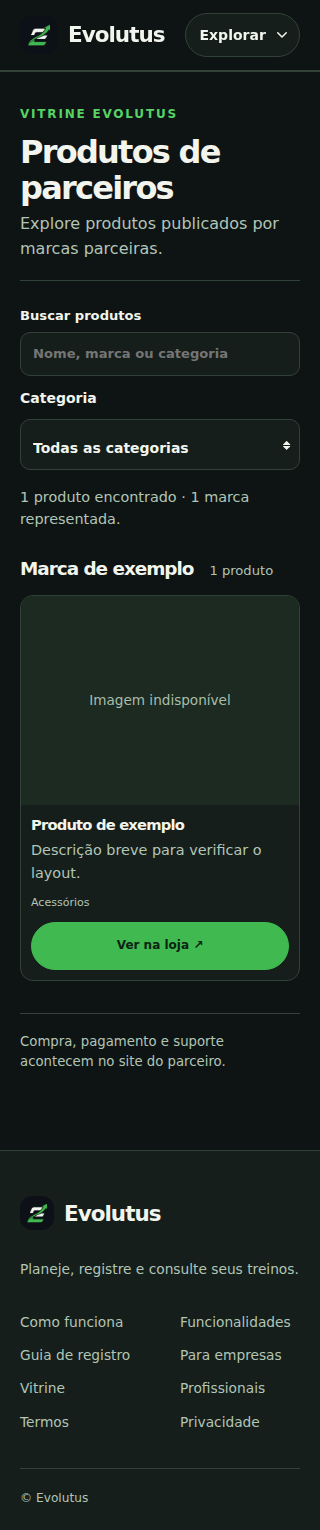 Evolutus
Explorar
VITRINE EVOLUTUS
Produtos de
parceiros
Explore produtos publicados por
marcas parceiras.
Buscar produtos
Nome, marca ou categoria
Categoria
Todas as categorias
1 produto encontrado · 1 marca
representada.
Marca de exemplo 1 produto
Imagem indisponível
Produto de exemplo
Descrição breve para verificar o
layout.
Acessórios
Ver na loja ↗
Compra, pagamento e suporte
acontecem no site do parceiro.
Evolutus
Planeje, registre e consulte seus treinos.
Como funciona Funcionalidades
Guia de registro Para empresas
Vitrine Profissionais
Termos Privacidade
© Evolutus